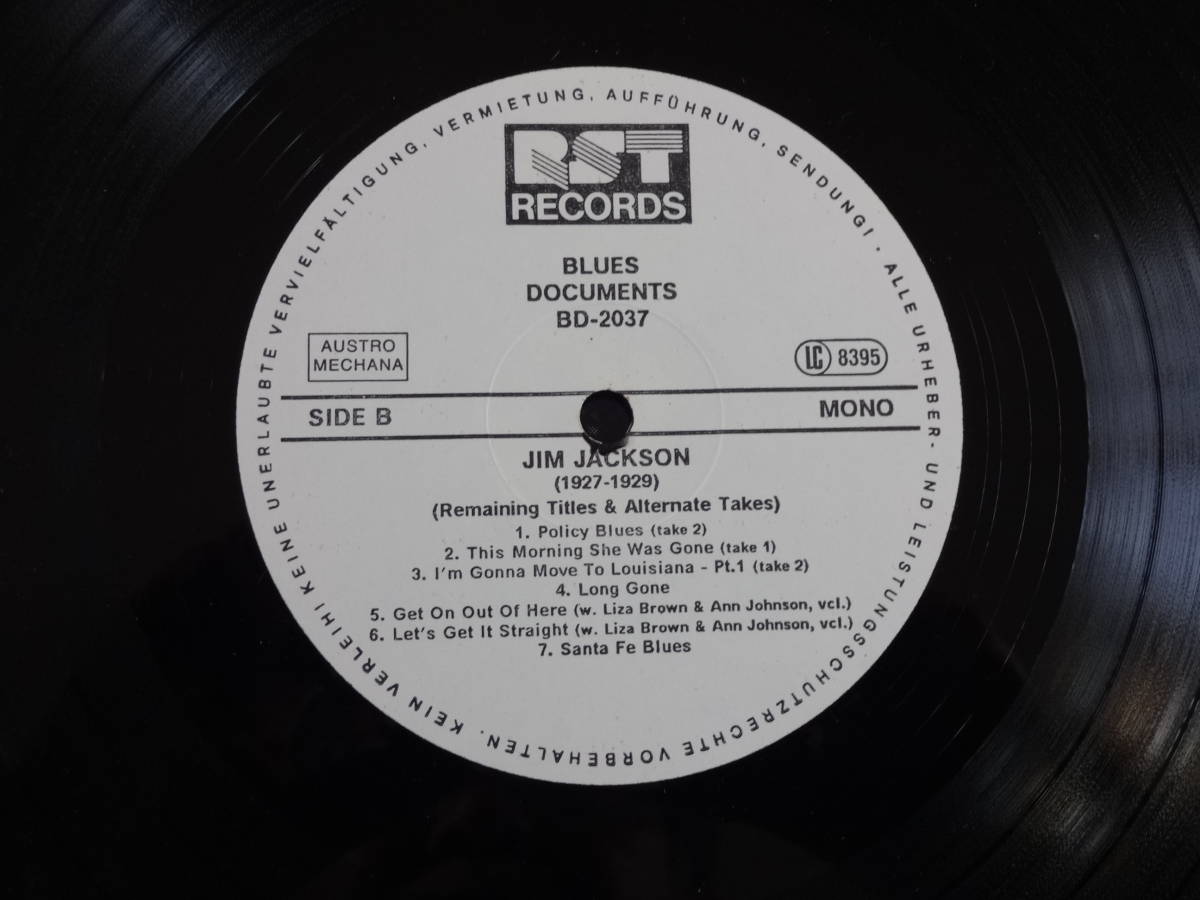 KEINE UNERLAUBTE VERVIELFÄLTIGUNG, VERMIETUNG, AUFFÜHRUNG, SENDUNG! · ALLE URHEBER- UND LEISTUNGSSCHUTZRECHTE VORBEHALTEN. KEIN VERLEIH!
RST
RECORDS
BLUES
DOCUMENTS
BD-2037
AUSTRO
MECHANA
LC 8395
SIDE B
MONO
JIM JACKSON
(1927-1929)
(Remaining Titles & Alternate Takes)
1. Policy Blues (take 2)
2. This Morning She Was Gone (take 1)
3. I'm Gonna Move To Louisiana - Pt.1 (take 2)
4. Long Gone
5. Get On Out Of Here (w. Liza Brown & Ann Johnson, vcl.)
6. Let's Get It Straight (w. Liza Brown & Ann Johnson, vcl.)
7. Santa Fe Blues